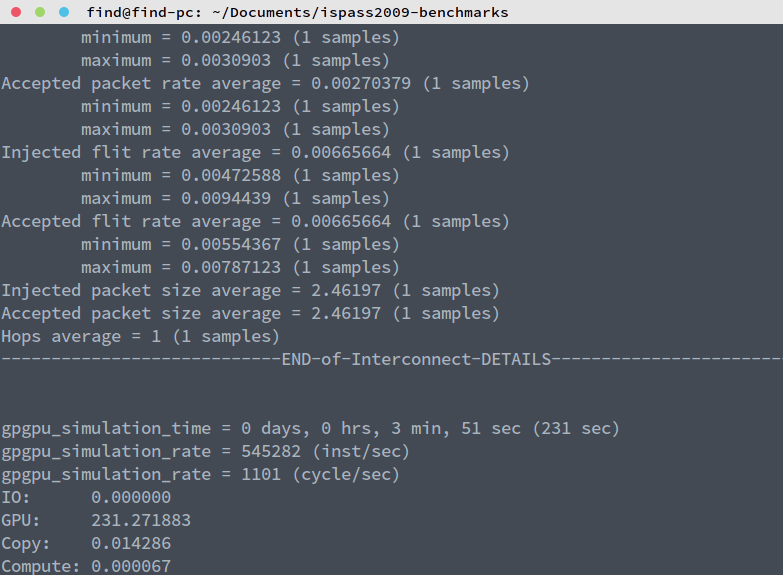 find@find-pc: ~/Documents/ispass2009-benchmarks
minimum = 0.00246123 (1 samples)
maximum = 0.0030903 (1 samples)
Accepted packet rate average = 0.00270379 (1 samples)
minimum = 0.00246123 (1 samples)
maximum = 0.0030903 (1 samples)
Injected flit rate average = 0.00665664 (1 samples)
minimum = 0.00472588 (1 samples)
maximum = 0.0094439 (1 samples)
Accepted flit rate average = 0.00665664 (1 samples)
minimum = 0.00554367 (1 samples)
maximum = 0.00787123 (1 samples)
Injected packet size average = 2.46197 (1 samples)
Accepted packet size average = 2.46197 (1 samples)
Hops average = 1 (1 samples)
----------------------------END-of-Interconnect-DETAILS------------------------
gpgpu_simulation_time = 0 days, 0 hrs, 3 min, 51 sec (231 sec)
gpgpu_simulation_rate = 545282 (inst/sec)
gpgpu_simulation_rate = 1101 (cycle/sec)
IO:      0.000000
GPU:     231.271883
Copy:    0.014286
Compute: 0.000067